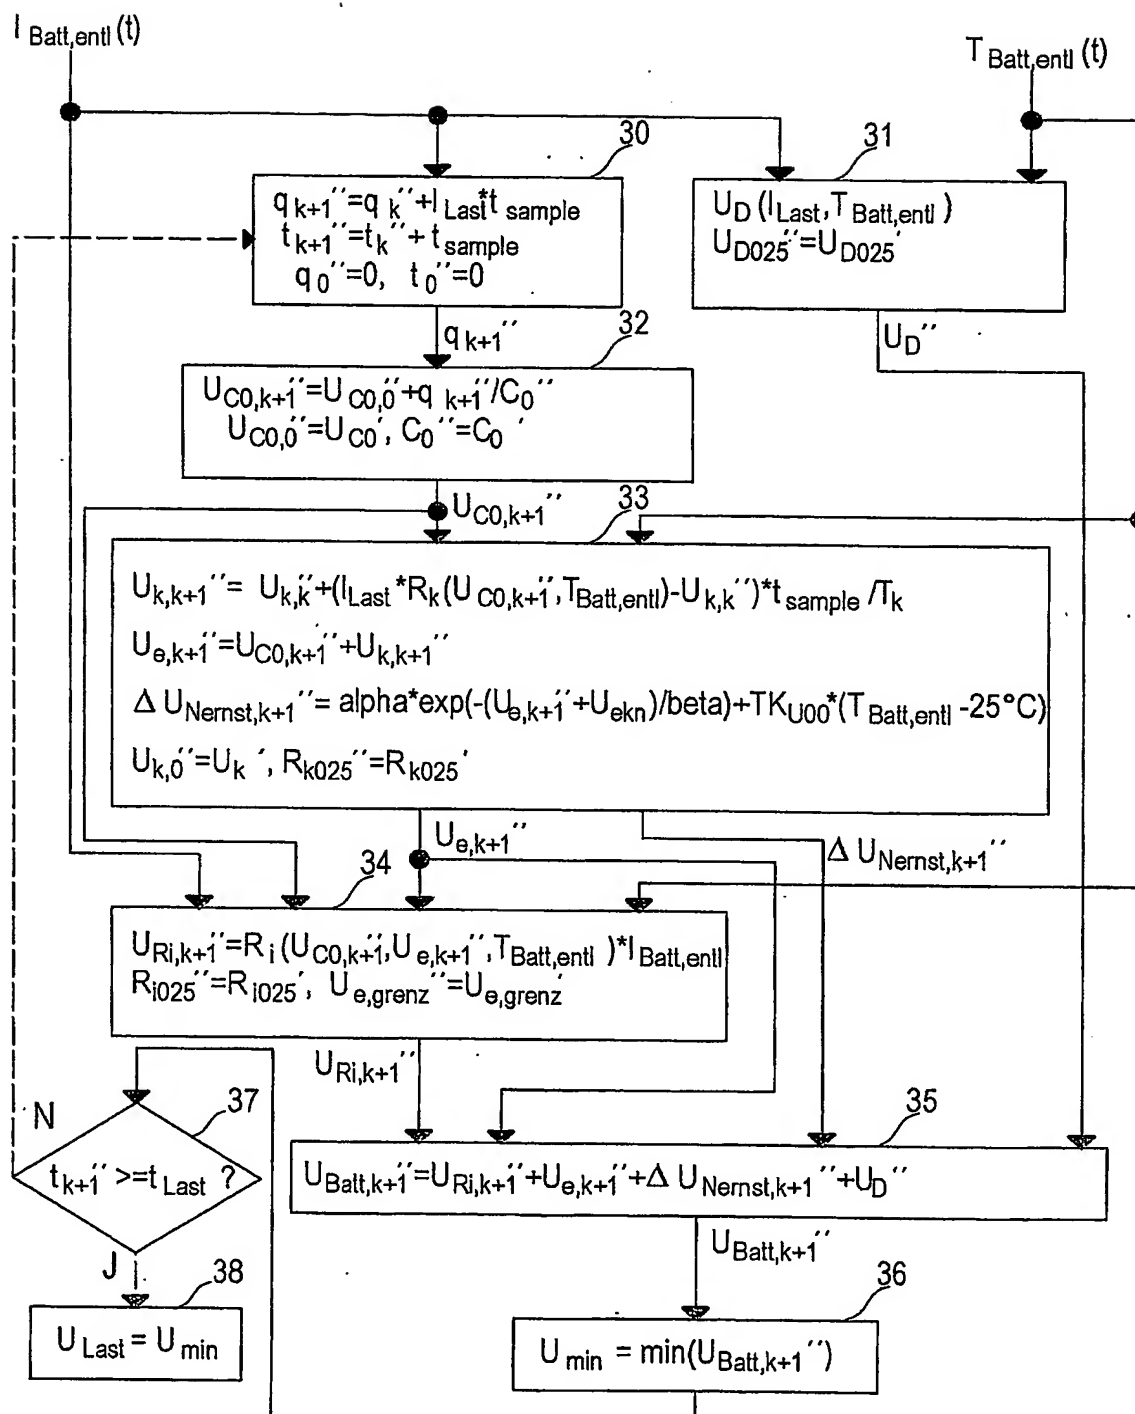 I Batt,entl (t)
T Batt,entl (t)
30
q k+1´´=q k´´+I Last*t sample
t k+1´´=t k´´+ t sample
q 0´´=0, t 0´´=0
31
U D (I Last, T Batt,entl )
U D025´´=U D025´
q k+1´´
U D´´
32
U C0,k+1´´=U C0,0´´+q k+1´´/C 0´´
U C0,0´´=U C0´, C 0´´=C 0 ´
U C0,k+1´´
33
U k,k+1´´= U k,k´´+(I Last *R k (U C0,k+1´´,T Batt,entl)-U k,k´´)*t sample /T k
U e,k+1´´=U C0,k+1´´+U k,k+1´´
Δ U Nernst,k+1´´= alpha*exp(-(U e,k+1´´+U ekn)/beta)+TK U00*(T Batt,entl -25°C)
U k,0´´=U k ´, R k025´´=R k025´
U e,k+1´´
Δ U Nernst,k+1´´
34
U Ri,k+1´´=R i (U C0,k+1´´,U e,k+1´´,T Batt,entl )*I Batt,entl
R i025´´=R i025´, U e,grenz´´=U e,grenz´
U Ri,k+1´´
37
N
t k+1´´ >=t Last ?
J
35
U Batt,k+1´´=U Ri,k+1´´+U e,k+1´´+Δ U Nernst,k+1´´+U D´´
U Batt,k+1´´
38
U Last = U min
36
U min = min(U Batt,k+1´´)